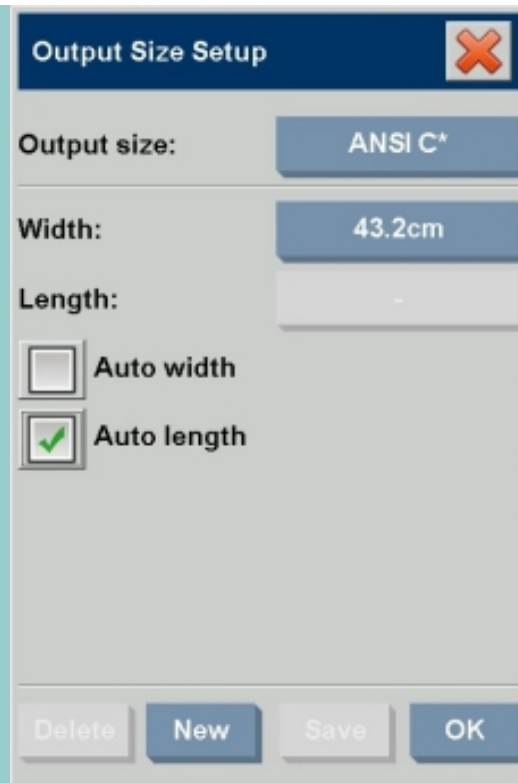 Output Size Setup
Output size: ANSI C*
Width: 43.2cm
Length: -
Auto width
Auto length
Delete New Save OK